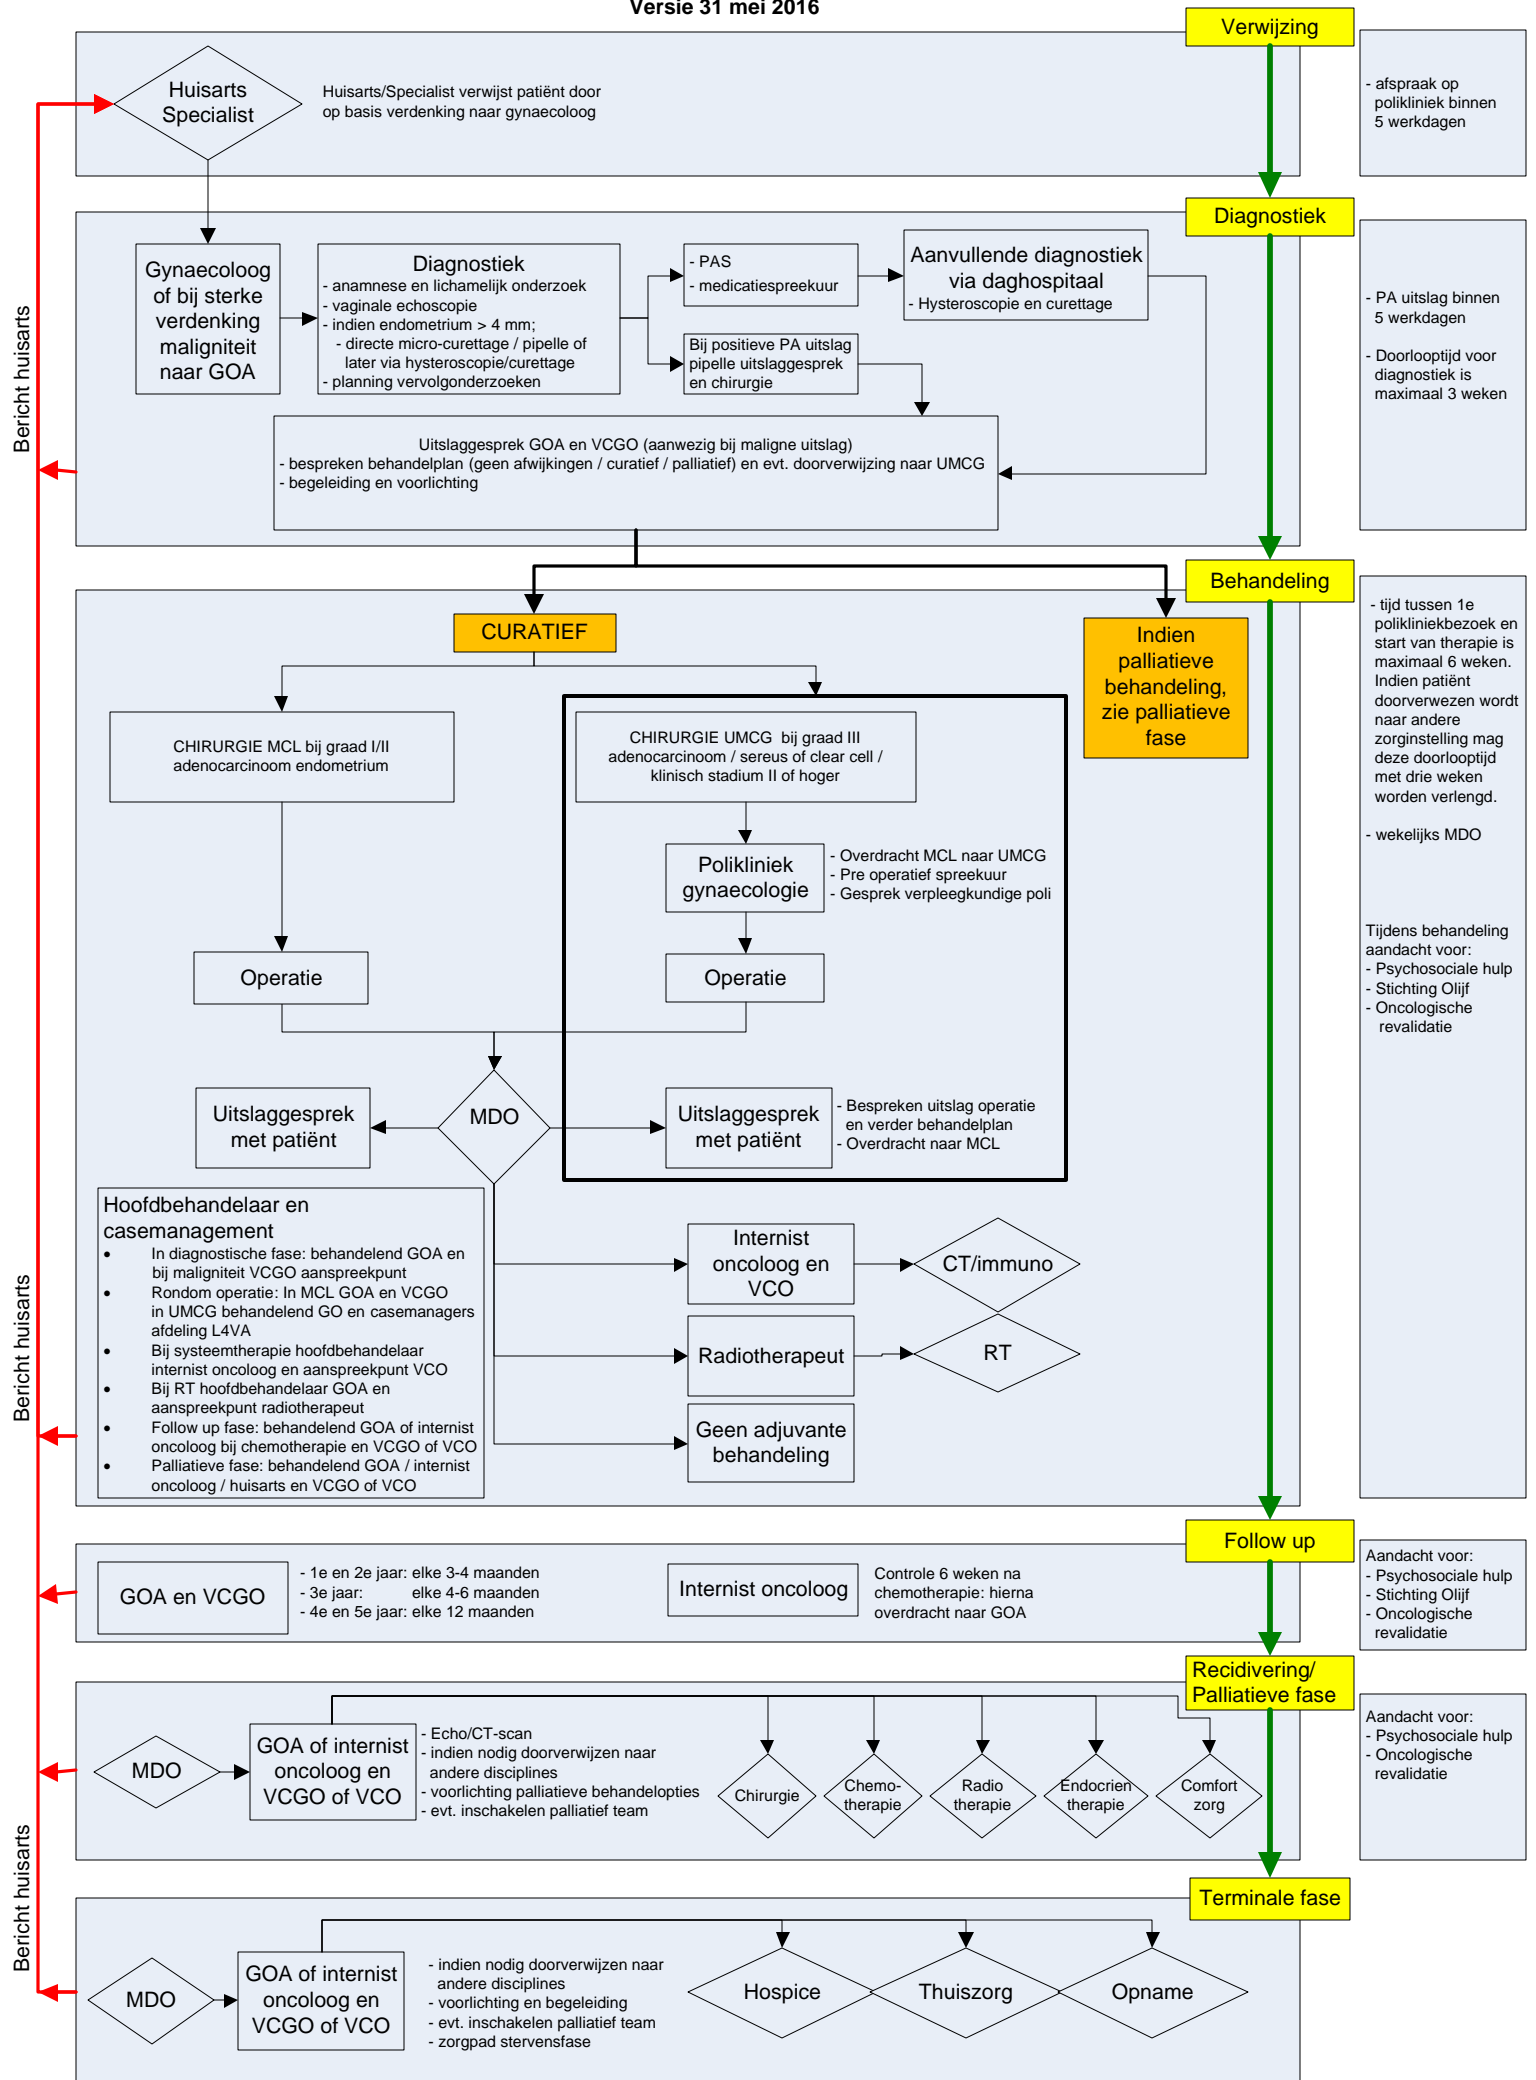 Versie 31 mei 2016
Verwijzing
Huisarts
Specialist
Huisarts/Specialist verwijst patiënt door
op basis verdenking naar gynaecoloog
- afspraak op
polikliniek binnen
5 werkdagen
Bericht huisarts
Diagnostiek
Gynaecoloog
of bij sterke
verdenking
maligniteit
naar GOA
Diagnostiek
- anamnese en lichamelijk onderzoek
- vaginale echoscopie
- indien endometrium > 4 mm;
- directe micro-curettage / pipelle of
later via hysteroscopie/curettage
- planning vervolgonderzoeken
- PAS
- medicatiespreekuur
Aanvullende diagnostiek
via daghospitaal
- Hysteroscopie en curettage
Bij positieve PA uitslag
pipelle uitslaggesprek
en chirurgie
Uitslaggesprek GOA en VCGO (aanwezig bij maligne uitslag)
- bespreken behandelplan (geen afwijkingen / curatief / palliatief) en evt. doorverwijzing naar UMCG
- begeleiding en voorlichting
- PA uitslag binnen
5 werkdagen
- Doorlooptijd voor
diagnostiek is
maximaal 3 weken
Behandeling
CURATIEF
Indien
palliatieve
behandeling,
zie palliatieve
fase
CHIRURGIE MCL bij graad I/II
adenocarcinoom endometrium
CHIRURGIE UMCG  bij graad III
adenocarcinoom / sereus of clear cell /
klinisch stadium II of hoger
Polikliniek
gynaecologie
- Overdracht MCL naar UMCG
- Pre operatief spreekuur
- Gesprek verpleegkundige poli
Operatie
Operatie
MDO
Uitslaggesprek
met patiënt
Uitslaggesprek
met patiënt
- Bespreken uitslag operatie
en verder behandelplan
- Overdracht naar MCL
- tijd tussen 1e
polikliniekbezoek en
start van therapie is
maximaal 6 weken.
Indien patiënt
doorverwezen wordt
naar andere
zorginstelling mag
deze doorlooptijd
met drie weken
worden verlengd.
- wekelijks MDO
Tijdens behandeling
aandacht voor:
- Psychosociale hulp
- Stichting Olijf
- Oncologische
revalidatie
Bericht huisarts
Hoofdbehandelaar en
casemanagement
• In diagnostische fase: behandelend GOA en
bij maligniteit VCGO aanspreekpunt
• Rondom operatie: In MCL GOA en VCGO
in UMCG behandelend GO en casemanagers
afdeling L4VA
• Bij systeemtherapie hoofdbehandelaar
internist oncoloog en aanspreekpunt VCO
• Bij RT hoofdbehandelaar GOA en
aanspreekpunt radiotherapeut
• Follow up fase: behandelend GOA of internist
oncoloog bij chemotherapie en VCGO of VCO
• Palliatieve fase: behandelend GOA / internist
oncoloog / huisarts en VCGO of VCO
Internist
oncoloog en
VCO
CT/immuno
Radiotherapeut
RT
Geen adjuvante
behandeling
Follow up
GOA en VCGO
- 1e en 2e jaar: elke 3-4 maanden
- 3e jaar: elke 4-6 maanden
- 4e en 5e jaar: elke 12 maanden
Internist oncoloog
Controle 6 weken na
chemotherapie: hierna
overdracht naar GOA
Aandacht voor:
- Psychosociale hulp
- Stichting Olijf
- Oncologische
revalidatie
Recidivering/
Palliatieve fase
MDO
GOA of internist
oncoloog en
VCGO of VCO
- Echo/CT-scan
- indien nodig doorverwijzen naar
andere disciplines
- voorlichting palliatieve behandelopties
- evt. inschakelen palliatief team
Chirurgie
Chemo-
therapie
Radio
therapie
Endocrien
therapie
Comfort
zorg
Aandacht voor:
- Psychosociale hulp
- Oncologische
revalidatie
Bericht huisarts
Terminale fase
MDO
GOA of internist
oncoloog en
VCGO of VCO
- indien nodig doorverwijzen naar
andere disciplines
- voorlichting en begeleiding
- evt. inschakelen palliatief team
- zorgpad stervensfase
Hospice
Thuiszorg
Opname